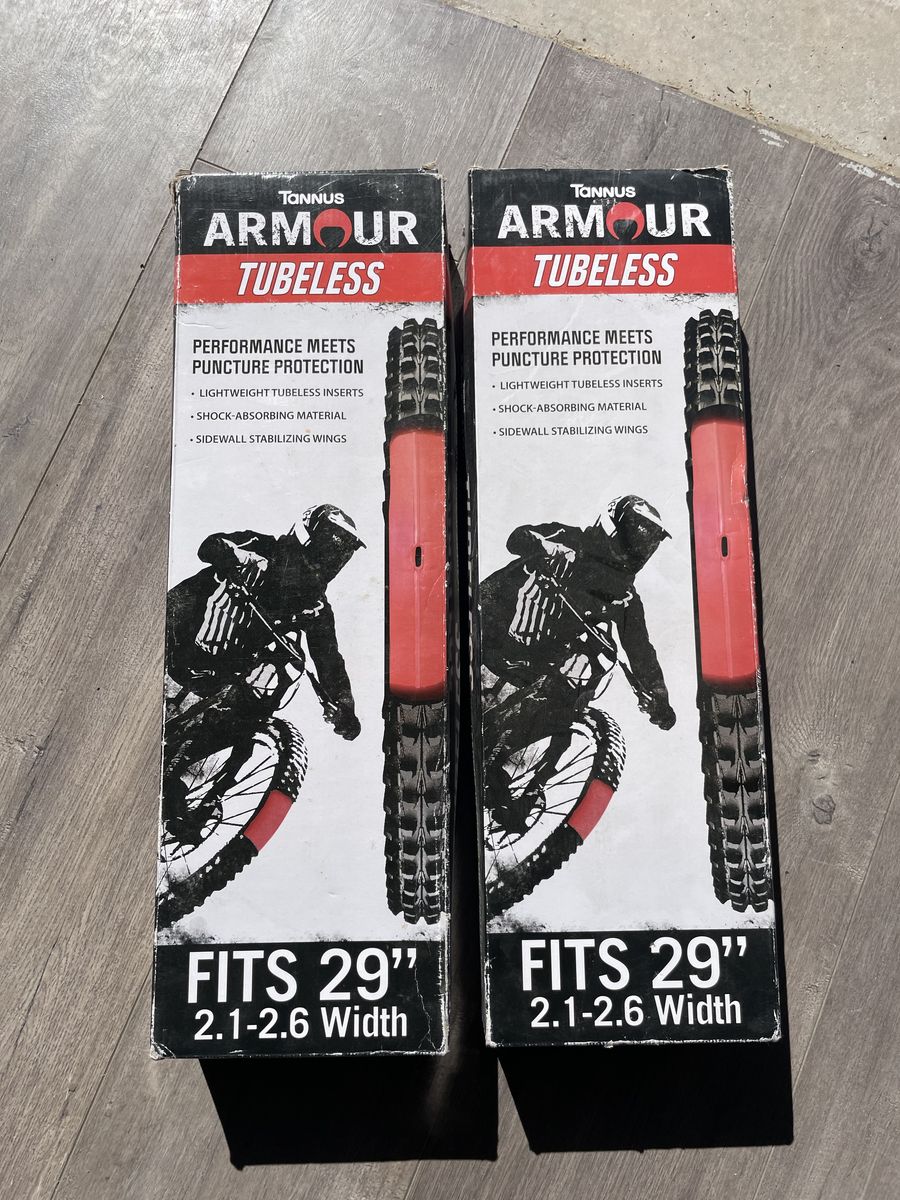 Tannus
ARMOUR
TUBELESS
PERFORMANCE MEETS
PUNCTURE PROTECTION
• LIGHTWEIGHT TUBELESS INSERTS
• SHOCK-ABSORBING MATERIAL
• SIDEWALL STABILIZING WINGS
FITS 29”
2.1-2.6 Width
Tannus
ARMOUR
TUBELESS
PERFORMANCE MEETS
PUNCTURE PROTECTION
• LIGHTWEIGHT TUBELESS INSERTS
• SHOCK-ABSORBING MATERIAL
• SIDEWALL STABILIZING WINGS
FITS 29”
2.1-2.6 Width